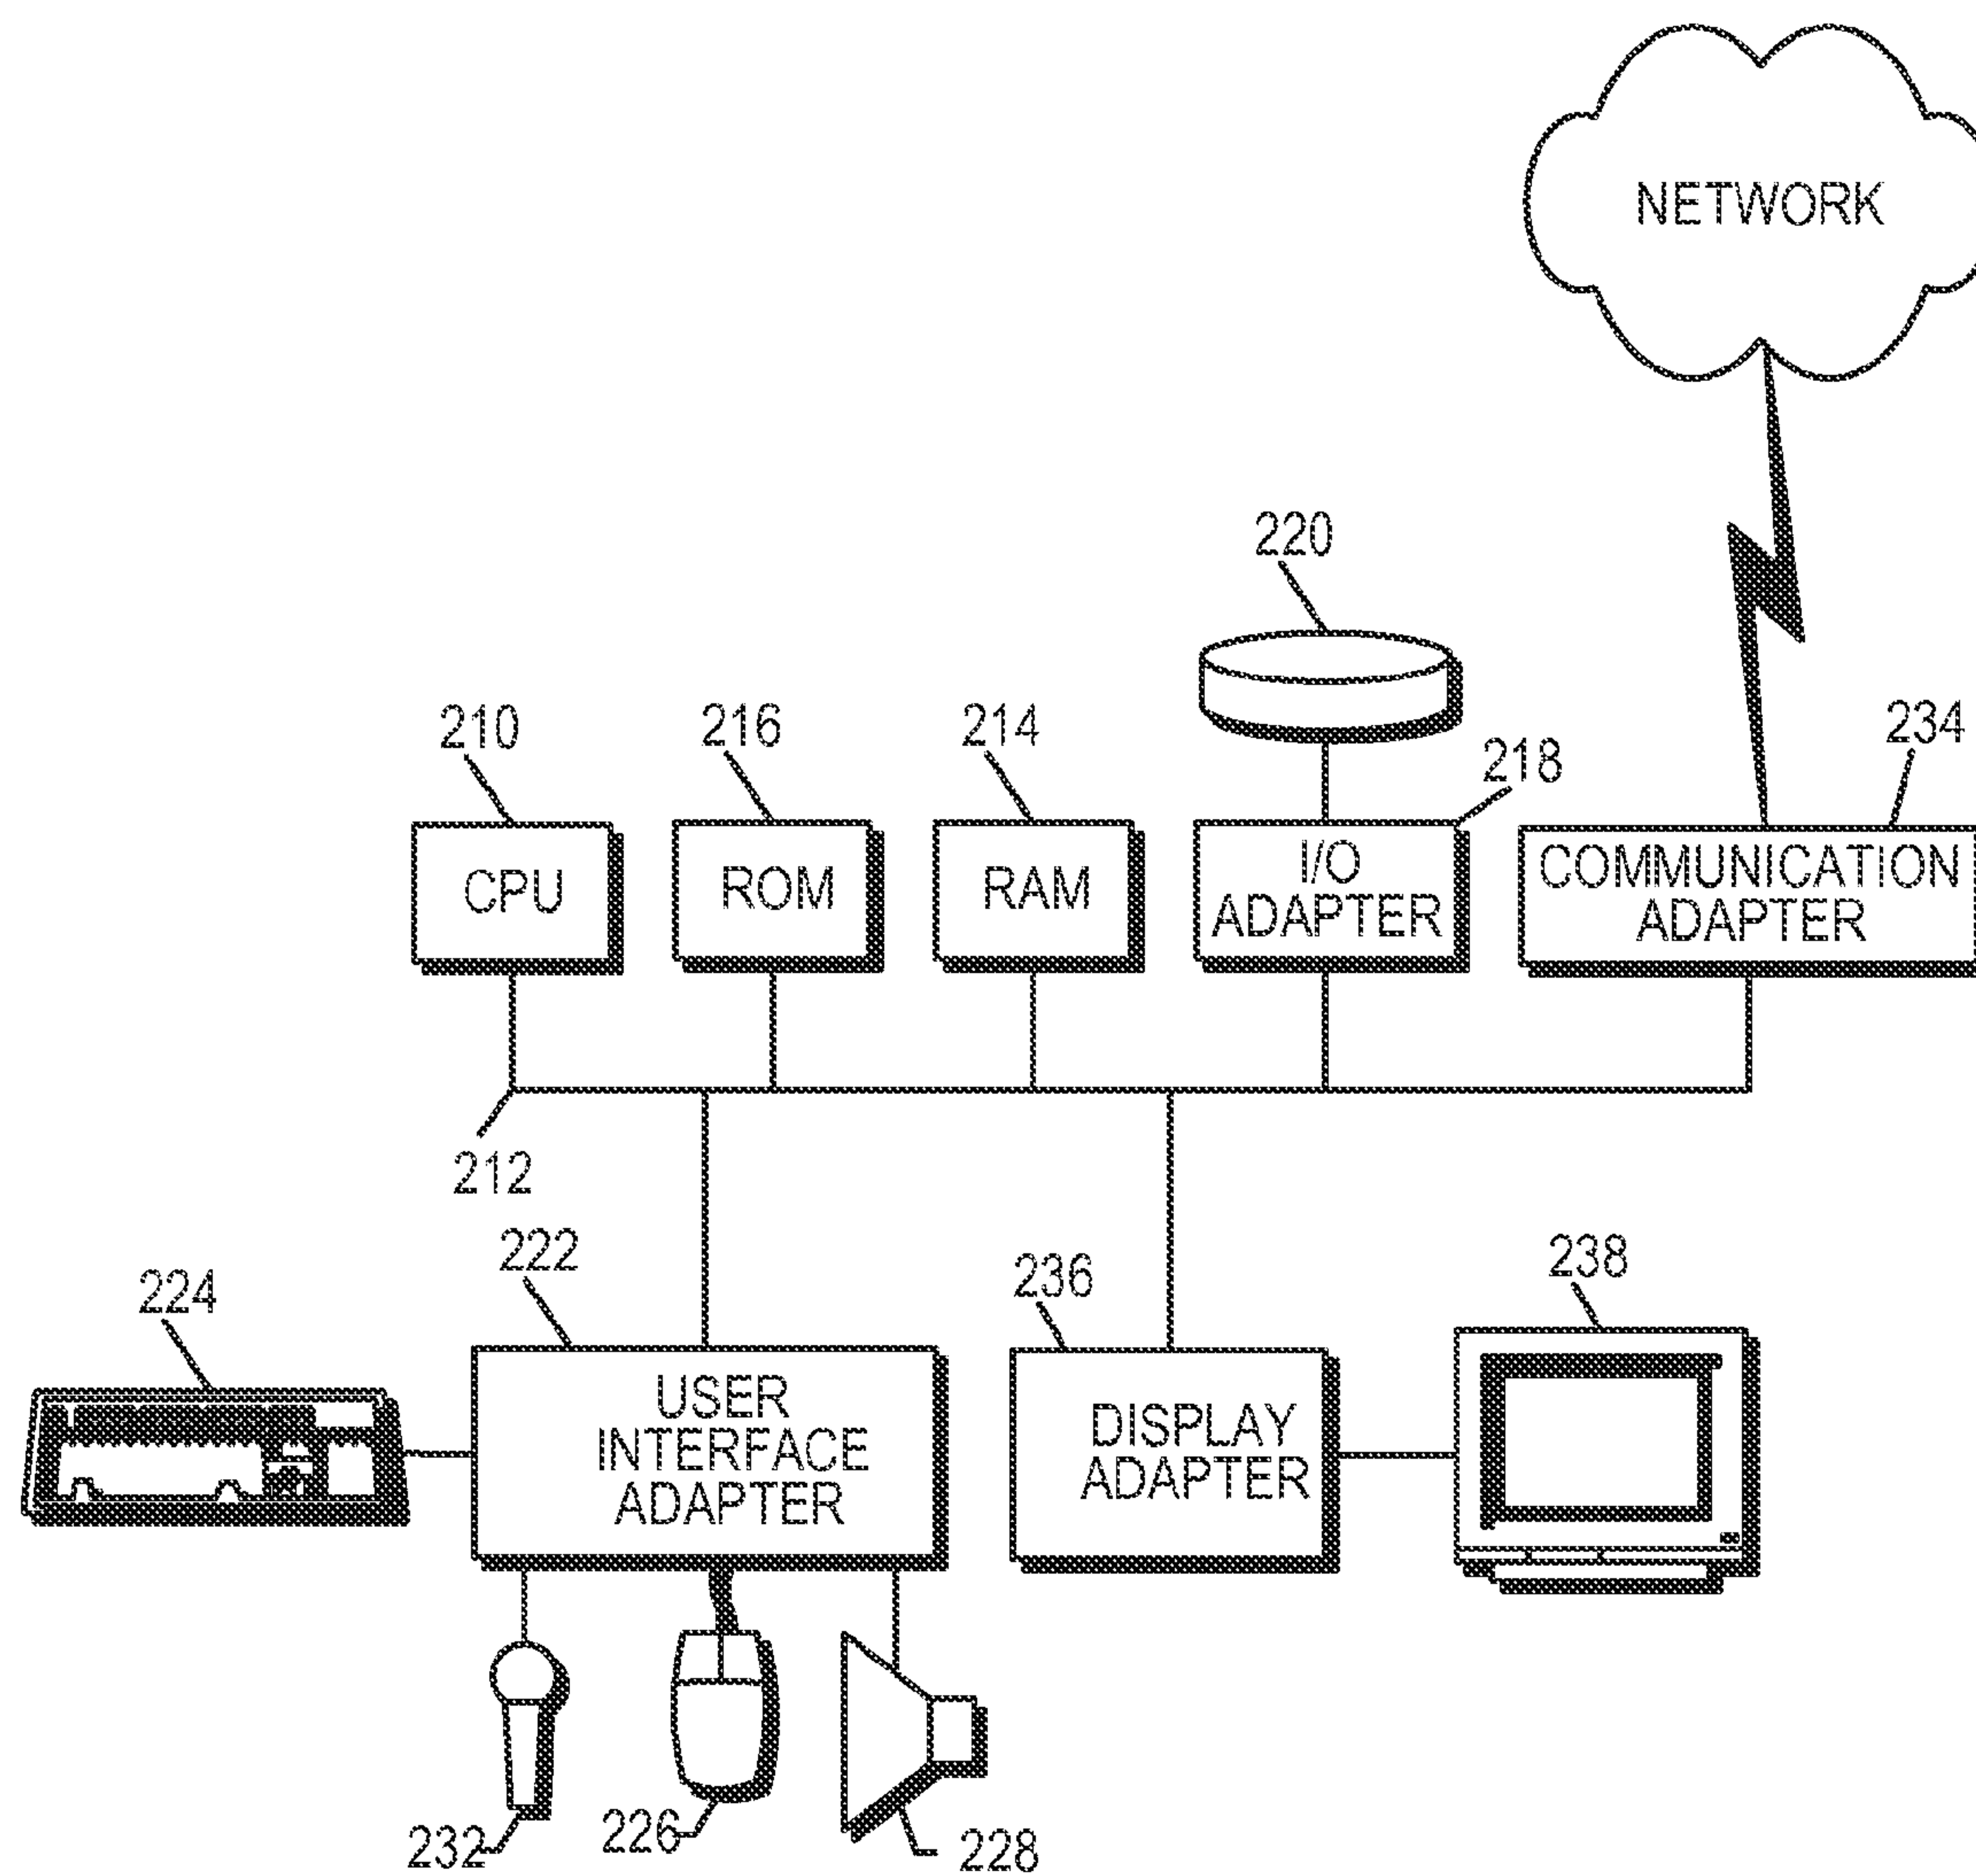 NETWORK
220
210
216
214
218
234
CPU
ROM
RAM
I/O
ADAPTER
COMMUNICATION
ADAPTER
212
222
224
236
238
USER
INTERFACE
ADAPTER
DISPLAY
ADAPTER
232
226
228